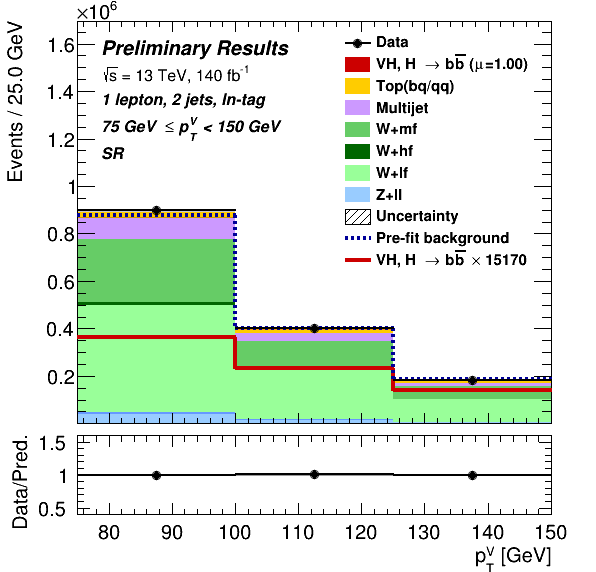 ×10⁶
Events / 25.0 GeV
1.6
1.4
1.2
1
0.8
0.6
0.4
0.2
Preliminary Results
√s = 13 TeV, 140 fb⁻¹
1 lepton, 2 jets, ln-tag
75 GeV ≤ p_T^V < 150 GeV
SR
Data
VH, H → bb̅ (μ=1.00)
Top(bq/qq)
Multijet
W+mf
W+hf
W+lf
Z+ll
Uncertainty
Pre-fit background
VH, H → bb̅ × 15170
Data/Pred.
1.5
1
0.5
80 90 100 110 120 130 140 150
p_T^V [GeV]